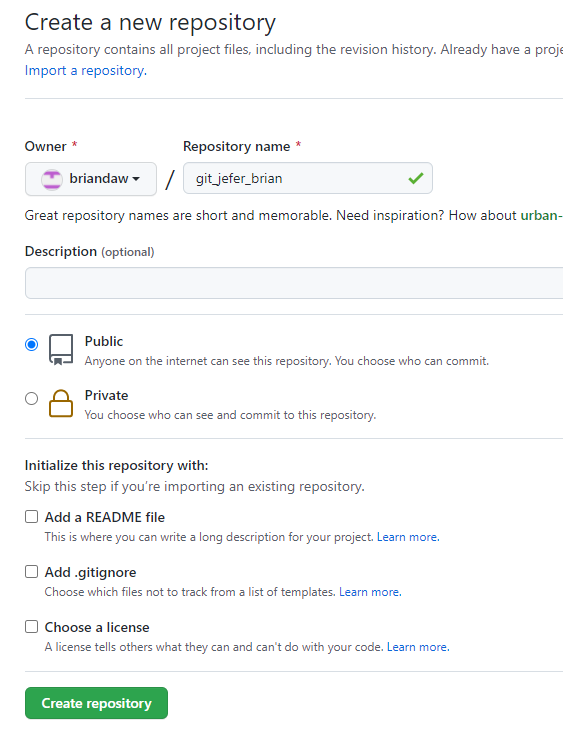 Create a new repository
A repository contains all project files, including the revision history. Already have a proje
Import a repository.
Owner * Repository name *
briandaw / git_jefer_brian
Great repository names are short and memorable. Need inspiration? How about urban-
Description (optional)
Public
Anyone on the internet can see this repository. You choose who can commit.
Private
You choose who can see and commit to this repository.
Initialize this repository with:
Skip this step if you’re importing an existing repository.
Add a README file
This is where you can write a long description for your project. Learn more.
Add .gitignore
Choose which files not to track from a list of templates. Learn more.
Choose a license
A license tells others what they can and can't do with your code. Learn more.
Create repository